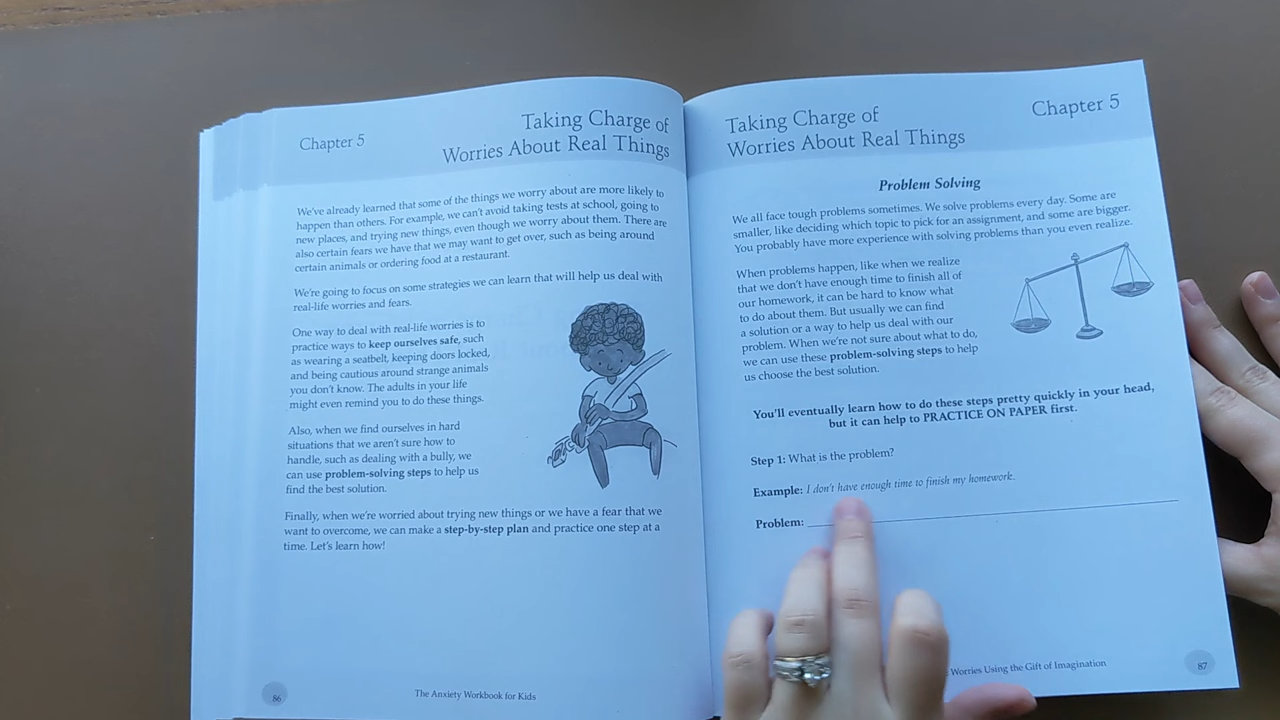 Chapter 5
Taking Charge of
Worries About Real Things
We've already learned that some of the things we worry about are more likely to
happen than others. For example, we can't avoid taking tests at school, going to
new places, and trying new things, even though we worry about them. There are
also certain fears we have that we may want to get over, such as being around
certain animals or ordering food at a restaurant.
We're going to focus on some strategies we can learn that will help us deal with
real-life worries and fears.
One way to deal with real-life worries is to
practice ways to keep ourselves safe, such
as wearing a seatbelt, keeping doors locked,
and being cautious around strange animals
you don't know. The adults in your life
might even remind you to do these things.
Also, when we find ourselves in hard
situations that we aren't sure how to
handle, such as dealing with a bully, we
can use problem-solving steps to help us
find the best solution.
Finally, when we're worried about trying new things or we have a fear that we
want to overcome, we can make a step-by-step plan and practice one step at a
time. Let's learn how!
86
The Anxiety Workbook for Kids
Taking Charge of
Worries About Real Things
Chapter 5
Problem Solving
We all face tough problems sometimes. We solve problems every day. Some are
smaller, like deciding which topic to pick for an assignment, and some are bigger.
You probably have more experience with solving problems than you even realize.
When problems happen, like when we realize
that we don't have enough time to finish all of
our homework, it can be hard to know what
to do about them. But usually we can find
a solution or a way to help us deal with our
problem. When we're not sure about what to do,
we can use these problem-solving steps to help
us choose the best solution.
You'll eventually learn how to do these steps pretty quickly in your head,
but it can help to PRACTICE ON PAPER first.
Step 1: What is the problem?
Example: I don't have enough time to finish my homework.
Problem:
Worries Using the Gift of Imagination
87